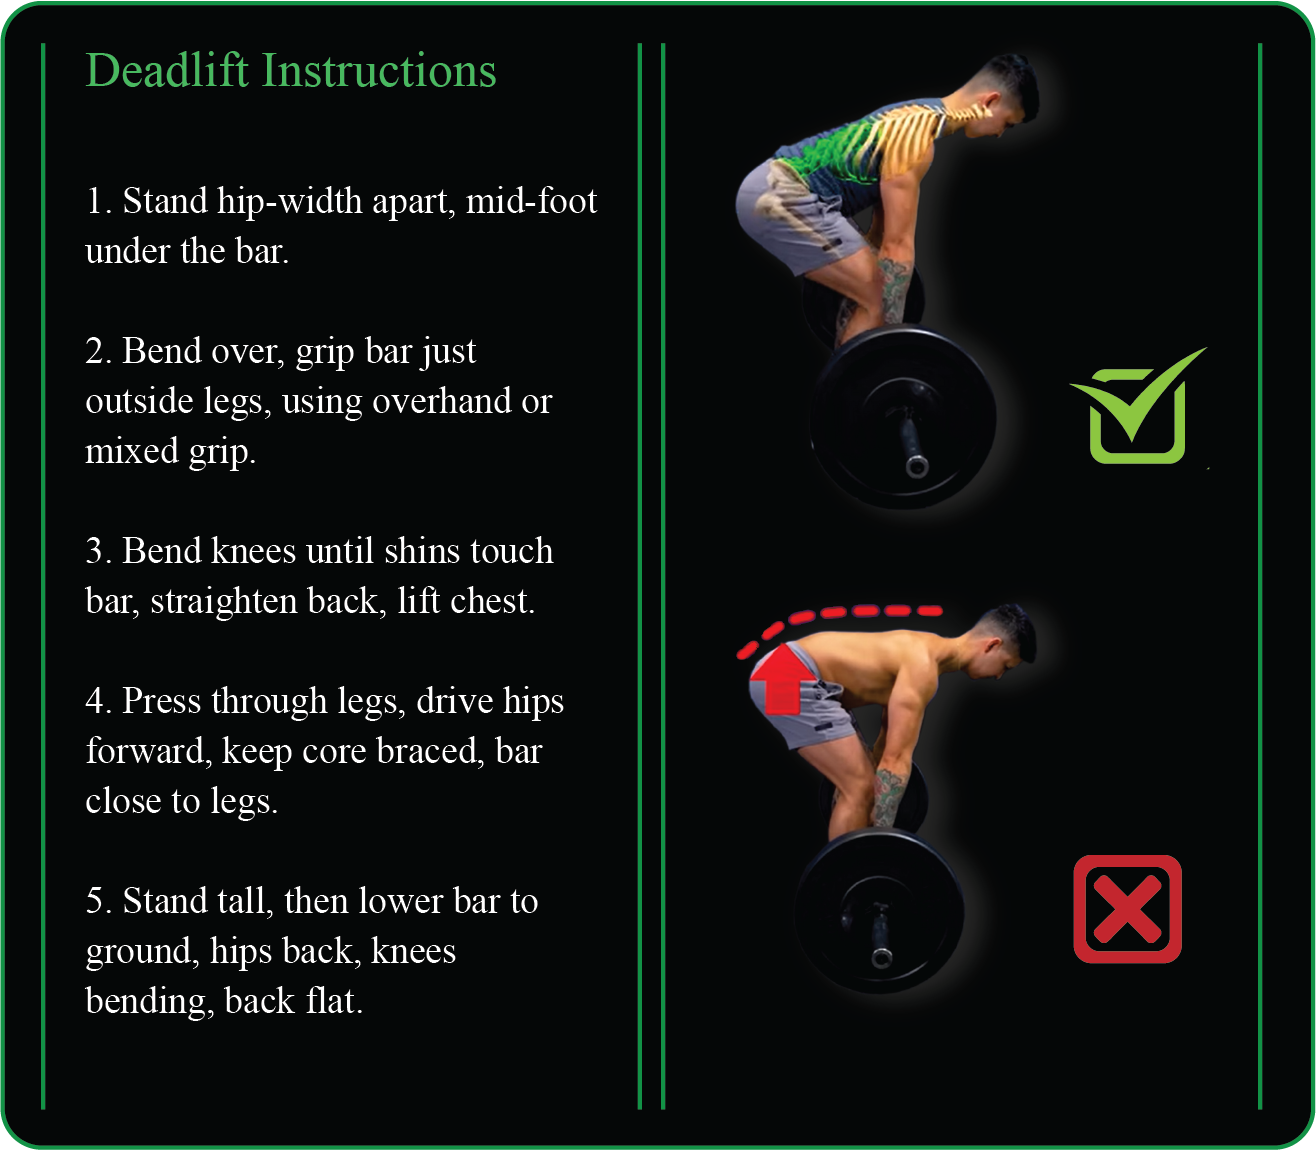 Deadlift Instructions
1. Stand hip-width apart, mid-foot
under the bar.
2. Bend over, grip bar just
outside legs, using overhand or
mixed grip.
3. Bend knees until shins touch
bar, straighten back, lift chest.
4. Press through legs, drive hips
forward, keep core braced, bar
close to legs.
5. Stand tall, then lower bar to
ground, hips back, knees
bending, back flat.